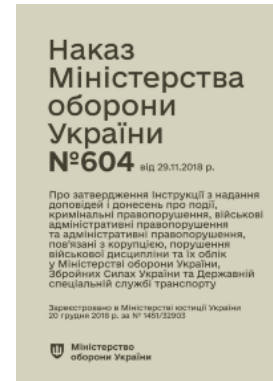 Наказ
Міністерства
оборони
України
№604 від 29.11.2018 р.
Про затвердження Інструкції з надання
доповідей і донесень про події,
кримінальні правопорушення, військові
адміністративні правопорушення
та адміністративні правопорушення,
пов'язані з корупцією, порушення
військової дисципліни та їх облік
у Міністерстві оборони України,
Збройних Силах України та Державній
спеціальній службі транспорту
Зареєстровано в Міністерстві юстиції України
20 грудня 2018 р. за № 1451/32903
Міністерство
оборони України